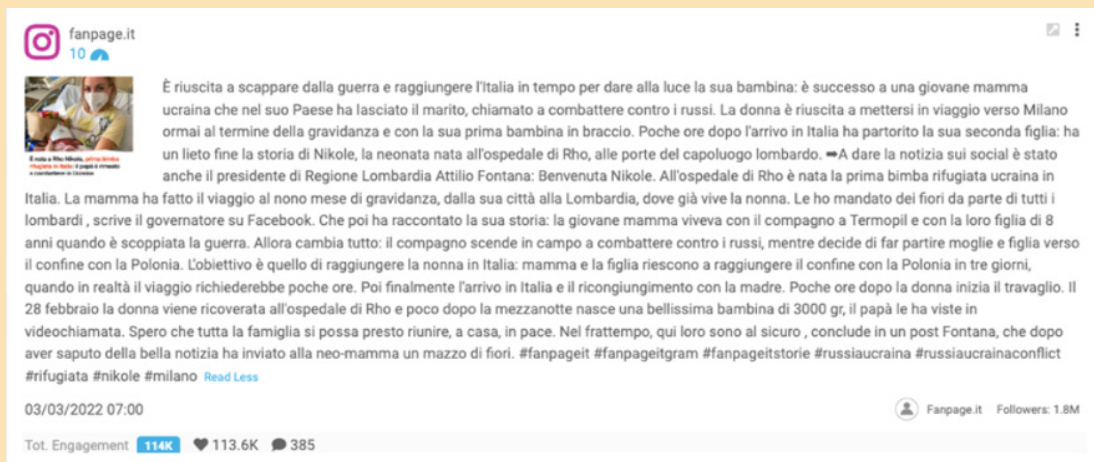 fanpage.it
10
È riuscita a scappare dalla guerra e raggiungere l'Italia in tempo per dare alla luce la sua bambina: è successo a una giovane mamma
ucraina che nel suo Paese ha lasciato il marito, chiamato a combattere contro i russi. La donna è riuscita a mettersi in viaggio verso Milano
ormai al termine della gravidanza e con la sua prima bambina in braccio. Poche ore dopo l'arrivo in Italia ha partorito la sua seconda figlia: ha
un lieto fine la storia di Nikole, la neonata nata all'ospedale di Rho, alle porte del capoluogo lombardo. ➡A dare la notizia sui social è stato
anche il presidente di Regione Lombardia Attilio Fontana: Benvenuta Nikole. All'ospedale di Rho è nata la prima bimba rifugiata ucraina in
Italia. La mamma ha fatto il viaggio al nono mese di gravidanza, dalla sua città alla Lombardia, dove già vive la nonna. Le ho mandato dei fiori da parte di tutti i
lombardi , scrive il governatore su Facebook. Che poi ha raccontato la sua storia: la giovane mamma viveva con il compagno a Termopil e con la loro figlia di 8
anni quando è scoppiata la guerra. Allora cambia tutto: il compagno scende in campo a combattere contro i russi, mentre decide di far partire moglie e figlia verso
il confine con la Polonia. L'obiettivo è quello di raggiungere la nonna in Italia: mamma e la figlia riescono a raggiungere il confine con la Polonia in tre giorni,
quando in realtà il viaggio richiederebbe poche ore. Poi finalmente l'arrivo in Italia e il ricongiungimento con la madre. Poche ore dopo la donna inizia il travaglio. Il
28 febbraio la donna viene ricoverata all'ospedale di Rho e poco dopo la mezzanotte nasce una bellissima bambina di 3000 gr, il papà le ha viste in
videochiamata. Spero che tutta la famiglia si possa presto riunire, a casa, in pace. Nel frattempo, qui loro sono al sicuro , conclude in un post Fontana, che dopo
aver saputo della bella notizia ha inviato alla neo-mamma un mazzo di fiori. #fanpageit #fanpageitgram #fanpageitstorie #russiaucraina #russiaucrainaconflict
#rifugiata #nikole #milano Read Less
È nata a Rho Nikole, prima bimba
rifugiata in Italia: il papà è rimasto
a combattere in Ucraina
03/03/2022 07:00
Fanpage.it Followers: 1.8M
Tot. Engagement 114K 113.6K 385